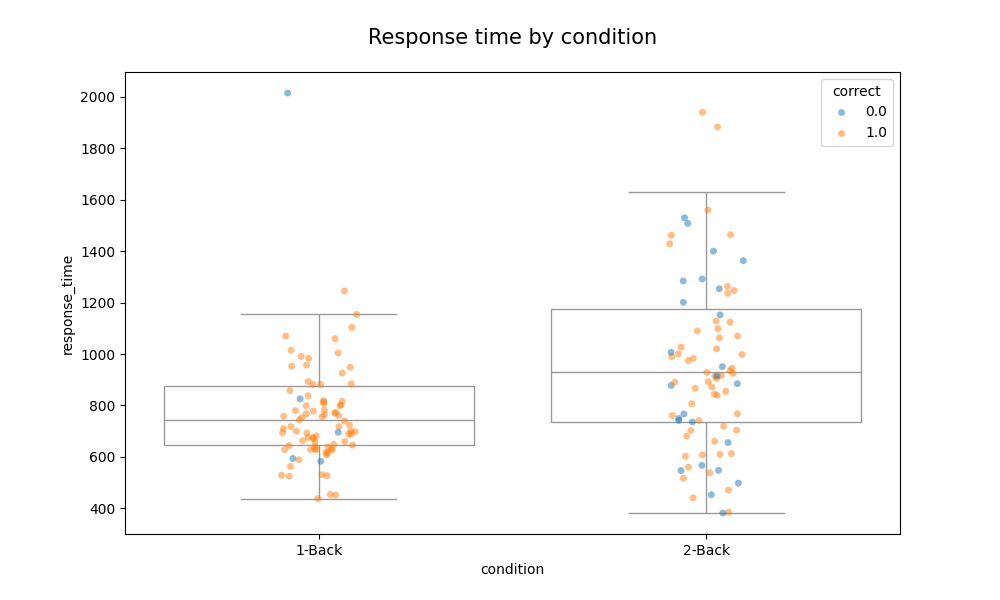 Response time by condition
correct
0.0
1.0
2000
1800
1600
1400
1200
1000
800
600
400
response_time
1-Back
2-Back
condition